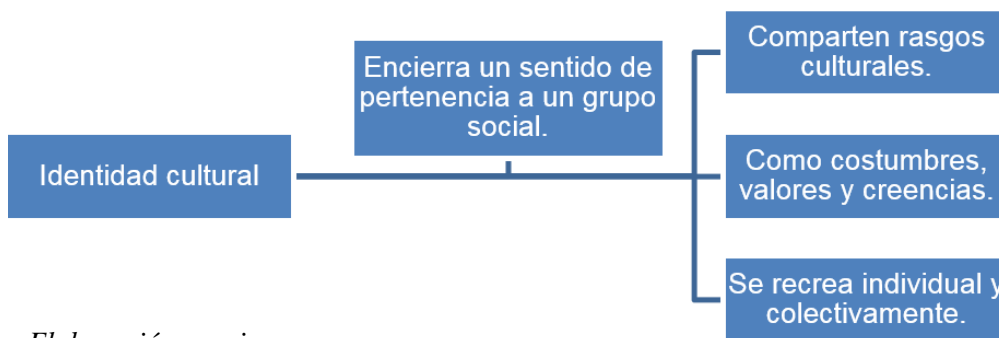 Identidad cultural
Encierra un sentido de
pertenencia a un grupo
social.
Comparten rasgos
culturales.
Como costumbres,
valores y creencias.
Se recrea individual y
colectivamente.